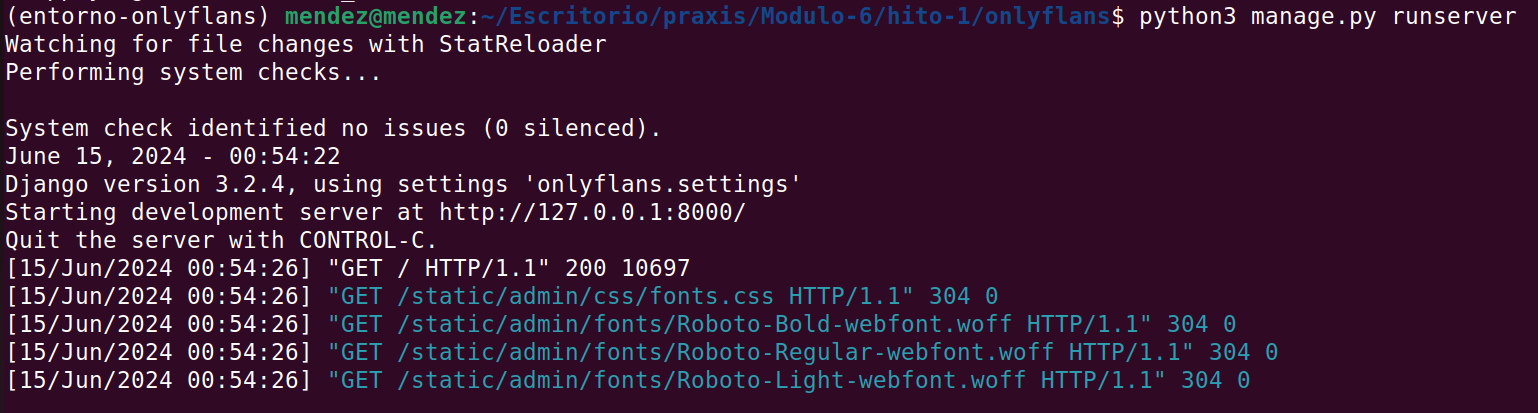 (entorno-onlyflans) mendez@mendez:~/Escritorio/praxis/Modulo-6/hito-1/onlyflans$ python3 manage.py runserver
Watching for file changes with StatReloader
Performing system checks...
System check identified no issues (0 silenced).
June 15, 2024 - 00:54:22
Django version 3.2.4, using settings 'onlyflans.settings'
Starting development server at http://127.0.0.1:8000/
Quit the server with CONTROL-C.
[15/Jun/2024 00:54:26] "GET / HTTP/1.1" 200 10697
[15/Jun/2024 00:54:26] "GET /static/admin/css/fonts.css HTTP/1.1" 304 0
[15/Jun/2024 00:54:26] "GET /static/admin/fonts/Roboto-Bold-webfont.woff HTTP/1.1" 304 0
[15/Jun/2024 00:54:26] "GET /static/admin/fonts/Roboto-Regular-webfont.woff HTTP/1.1" 304 0
[15/Jun/2024 00:54:26] "GET /static/admin/fonts/Roboto-Light-webfont.woff HTTP/1.1" 304 0